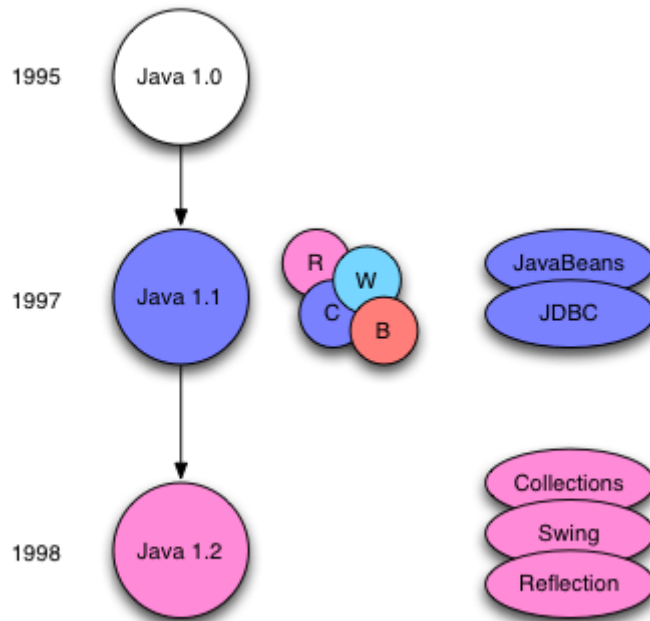 1995
Java 1.0
1997
Java 1.1
R
W
C
B
JavaBeans
JDBC
1998
Java 1.2
Collections
Swing
Reflection